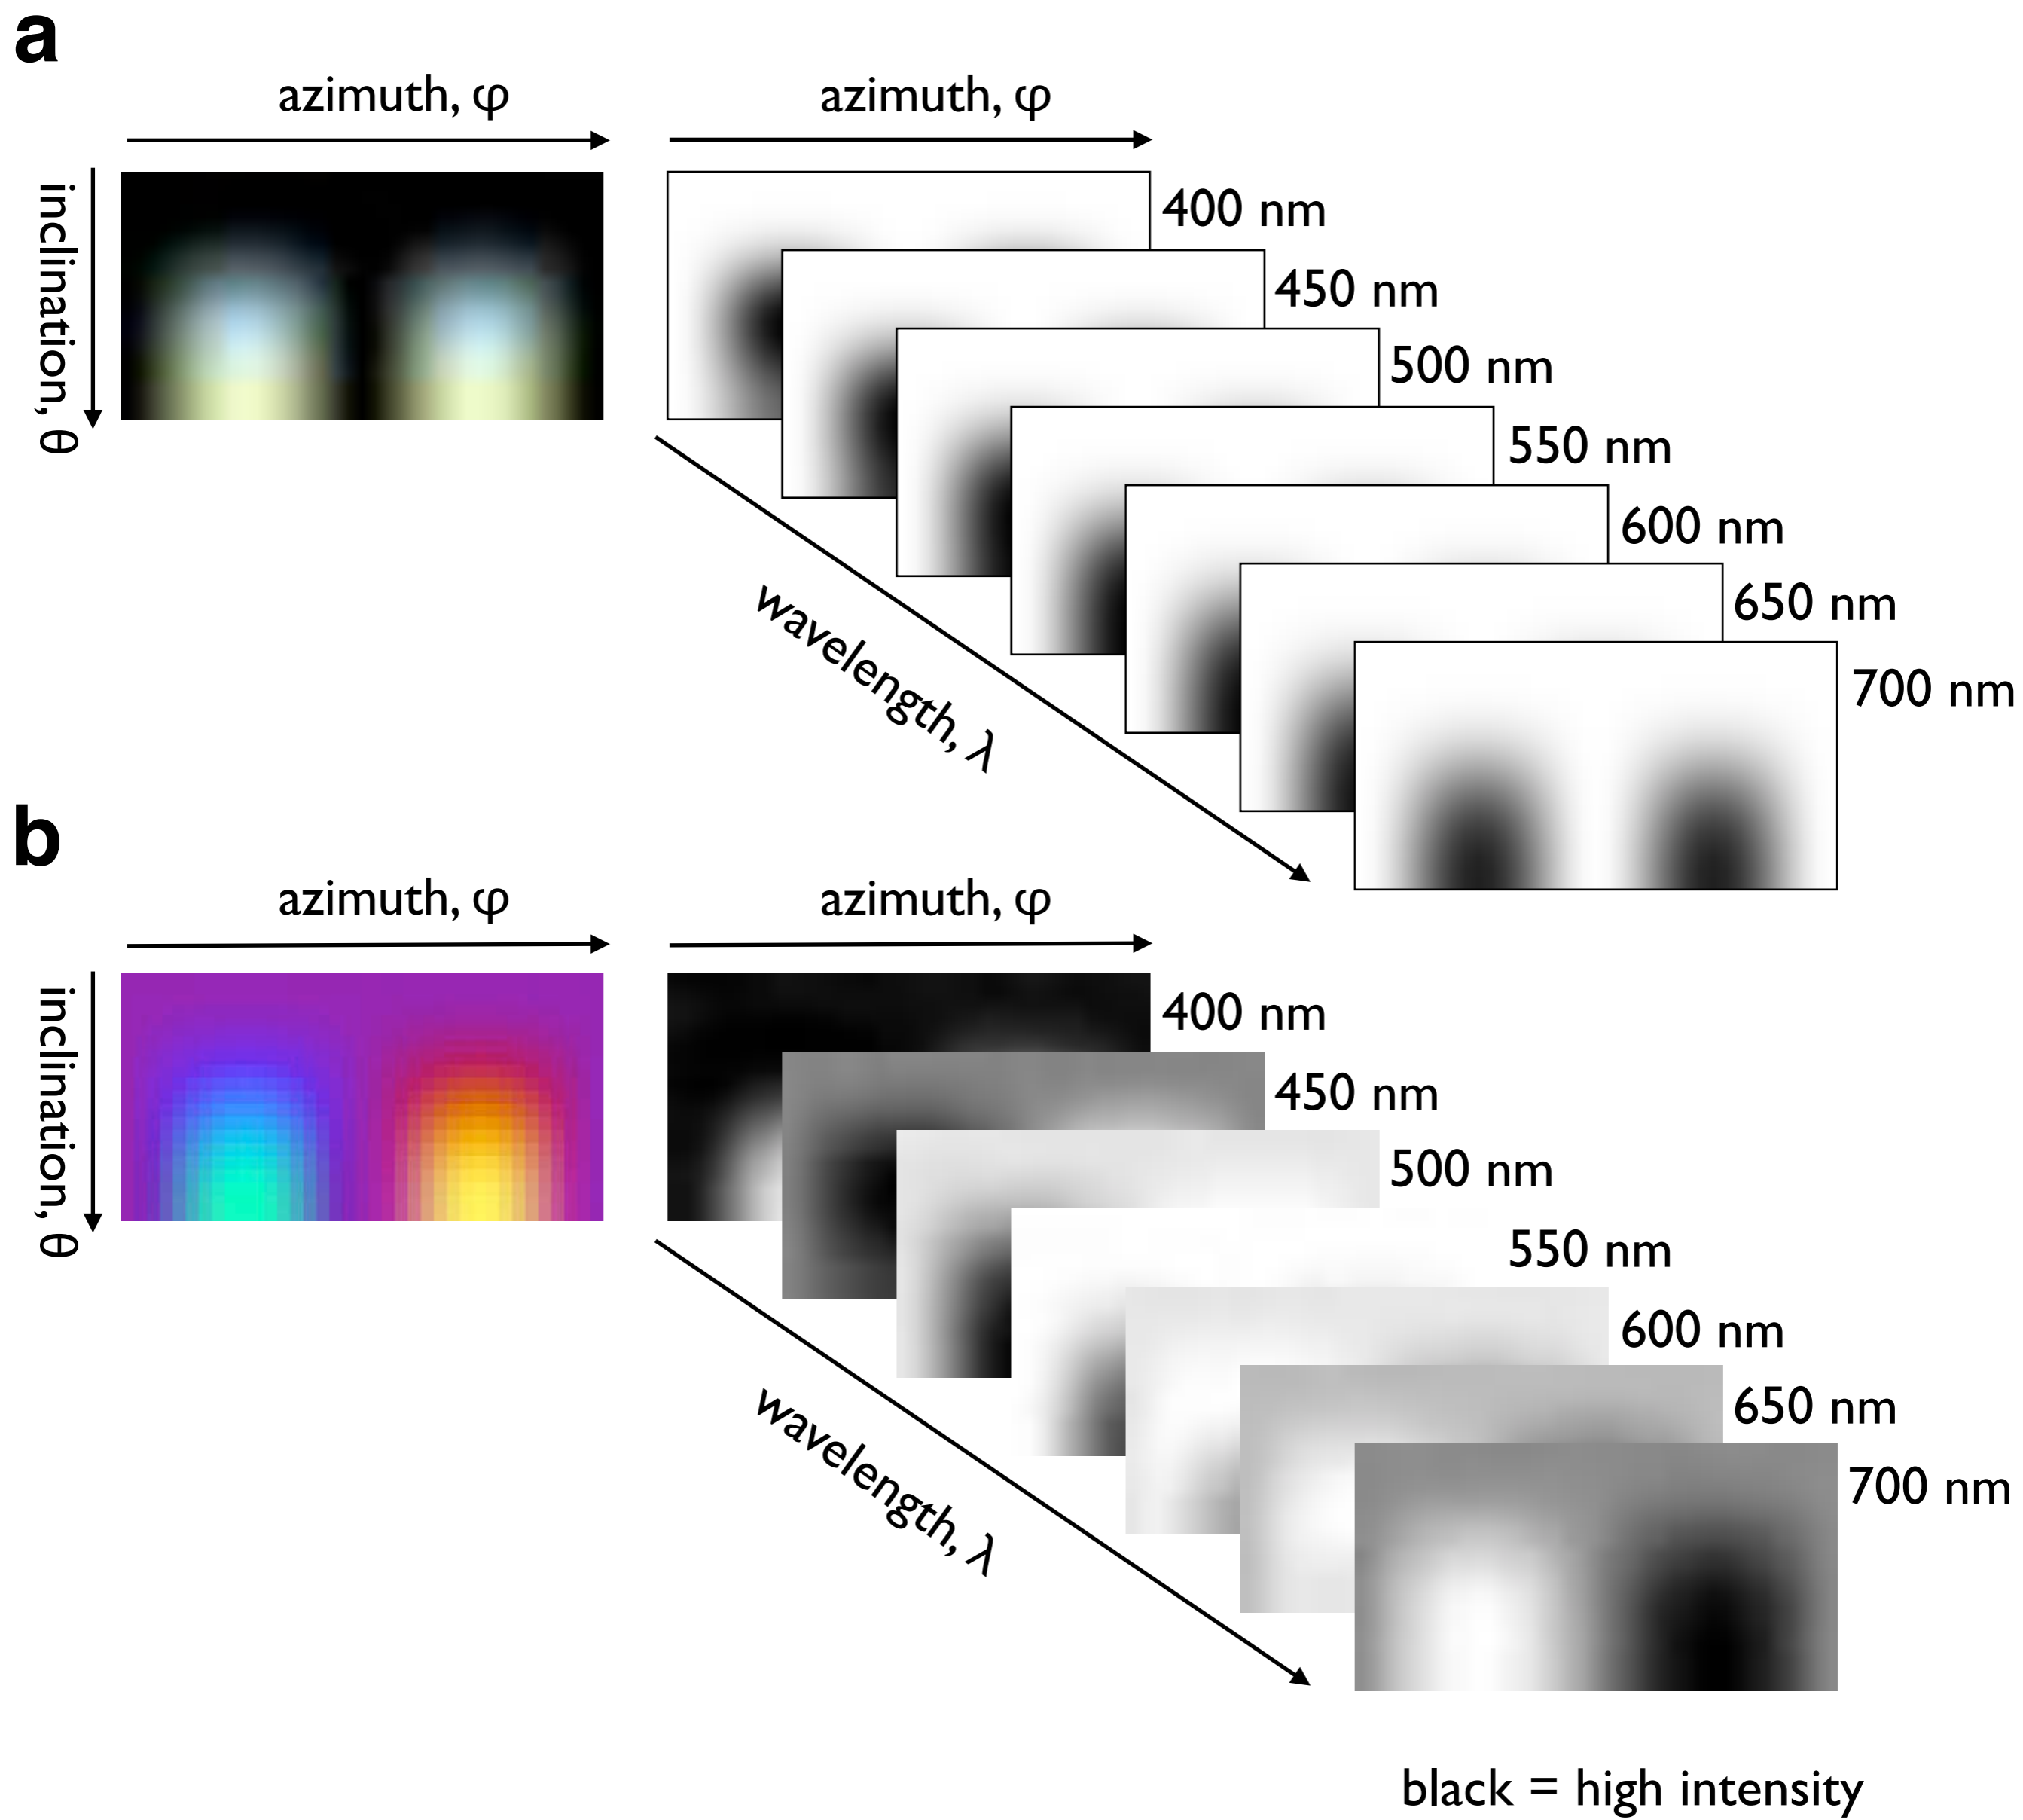 a
azimuth, φ
azimuth, φ
inclination, θ
400 nm
450 nm
500 nm
550 nm
600 nm
650 nm
700 nm
wavelength, λ
b
azimuth, φ
azimuth, φ
inclination, θ
400 nm
450 nm
500 nm
550 nm
600 nm
650 nm
700 nm
wavelength, λ
black = high intensity